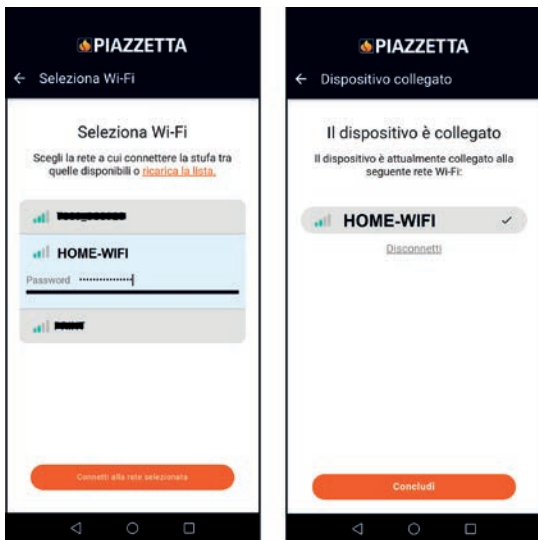 PIAZZETTA
← Seleziona Wi-Fi
Seleziona Wi-Fi
Scegli la rete a cui connettere la stufa tra
quelle disponibili o ricarica la lista.
HOME-WIFI
Password ················
Connetti alla rete selezionata
PIAZZETTA
← Dispositivo collegato
Il dispositivo è collegato
Il dispositivo è attualmente collegato alla
seguente rete Wi-Fi:
HOME-WIFI ✓
Disconnetti
Concludi